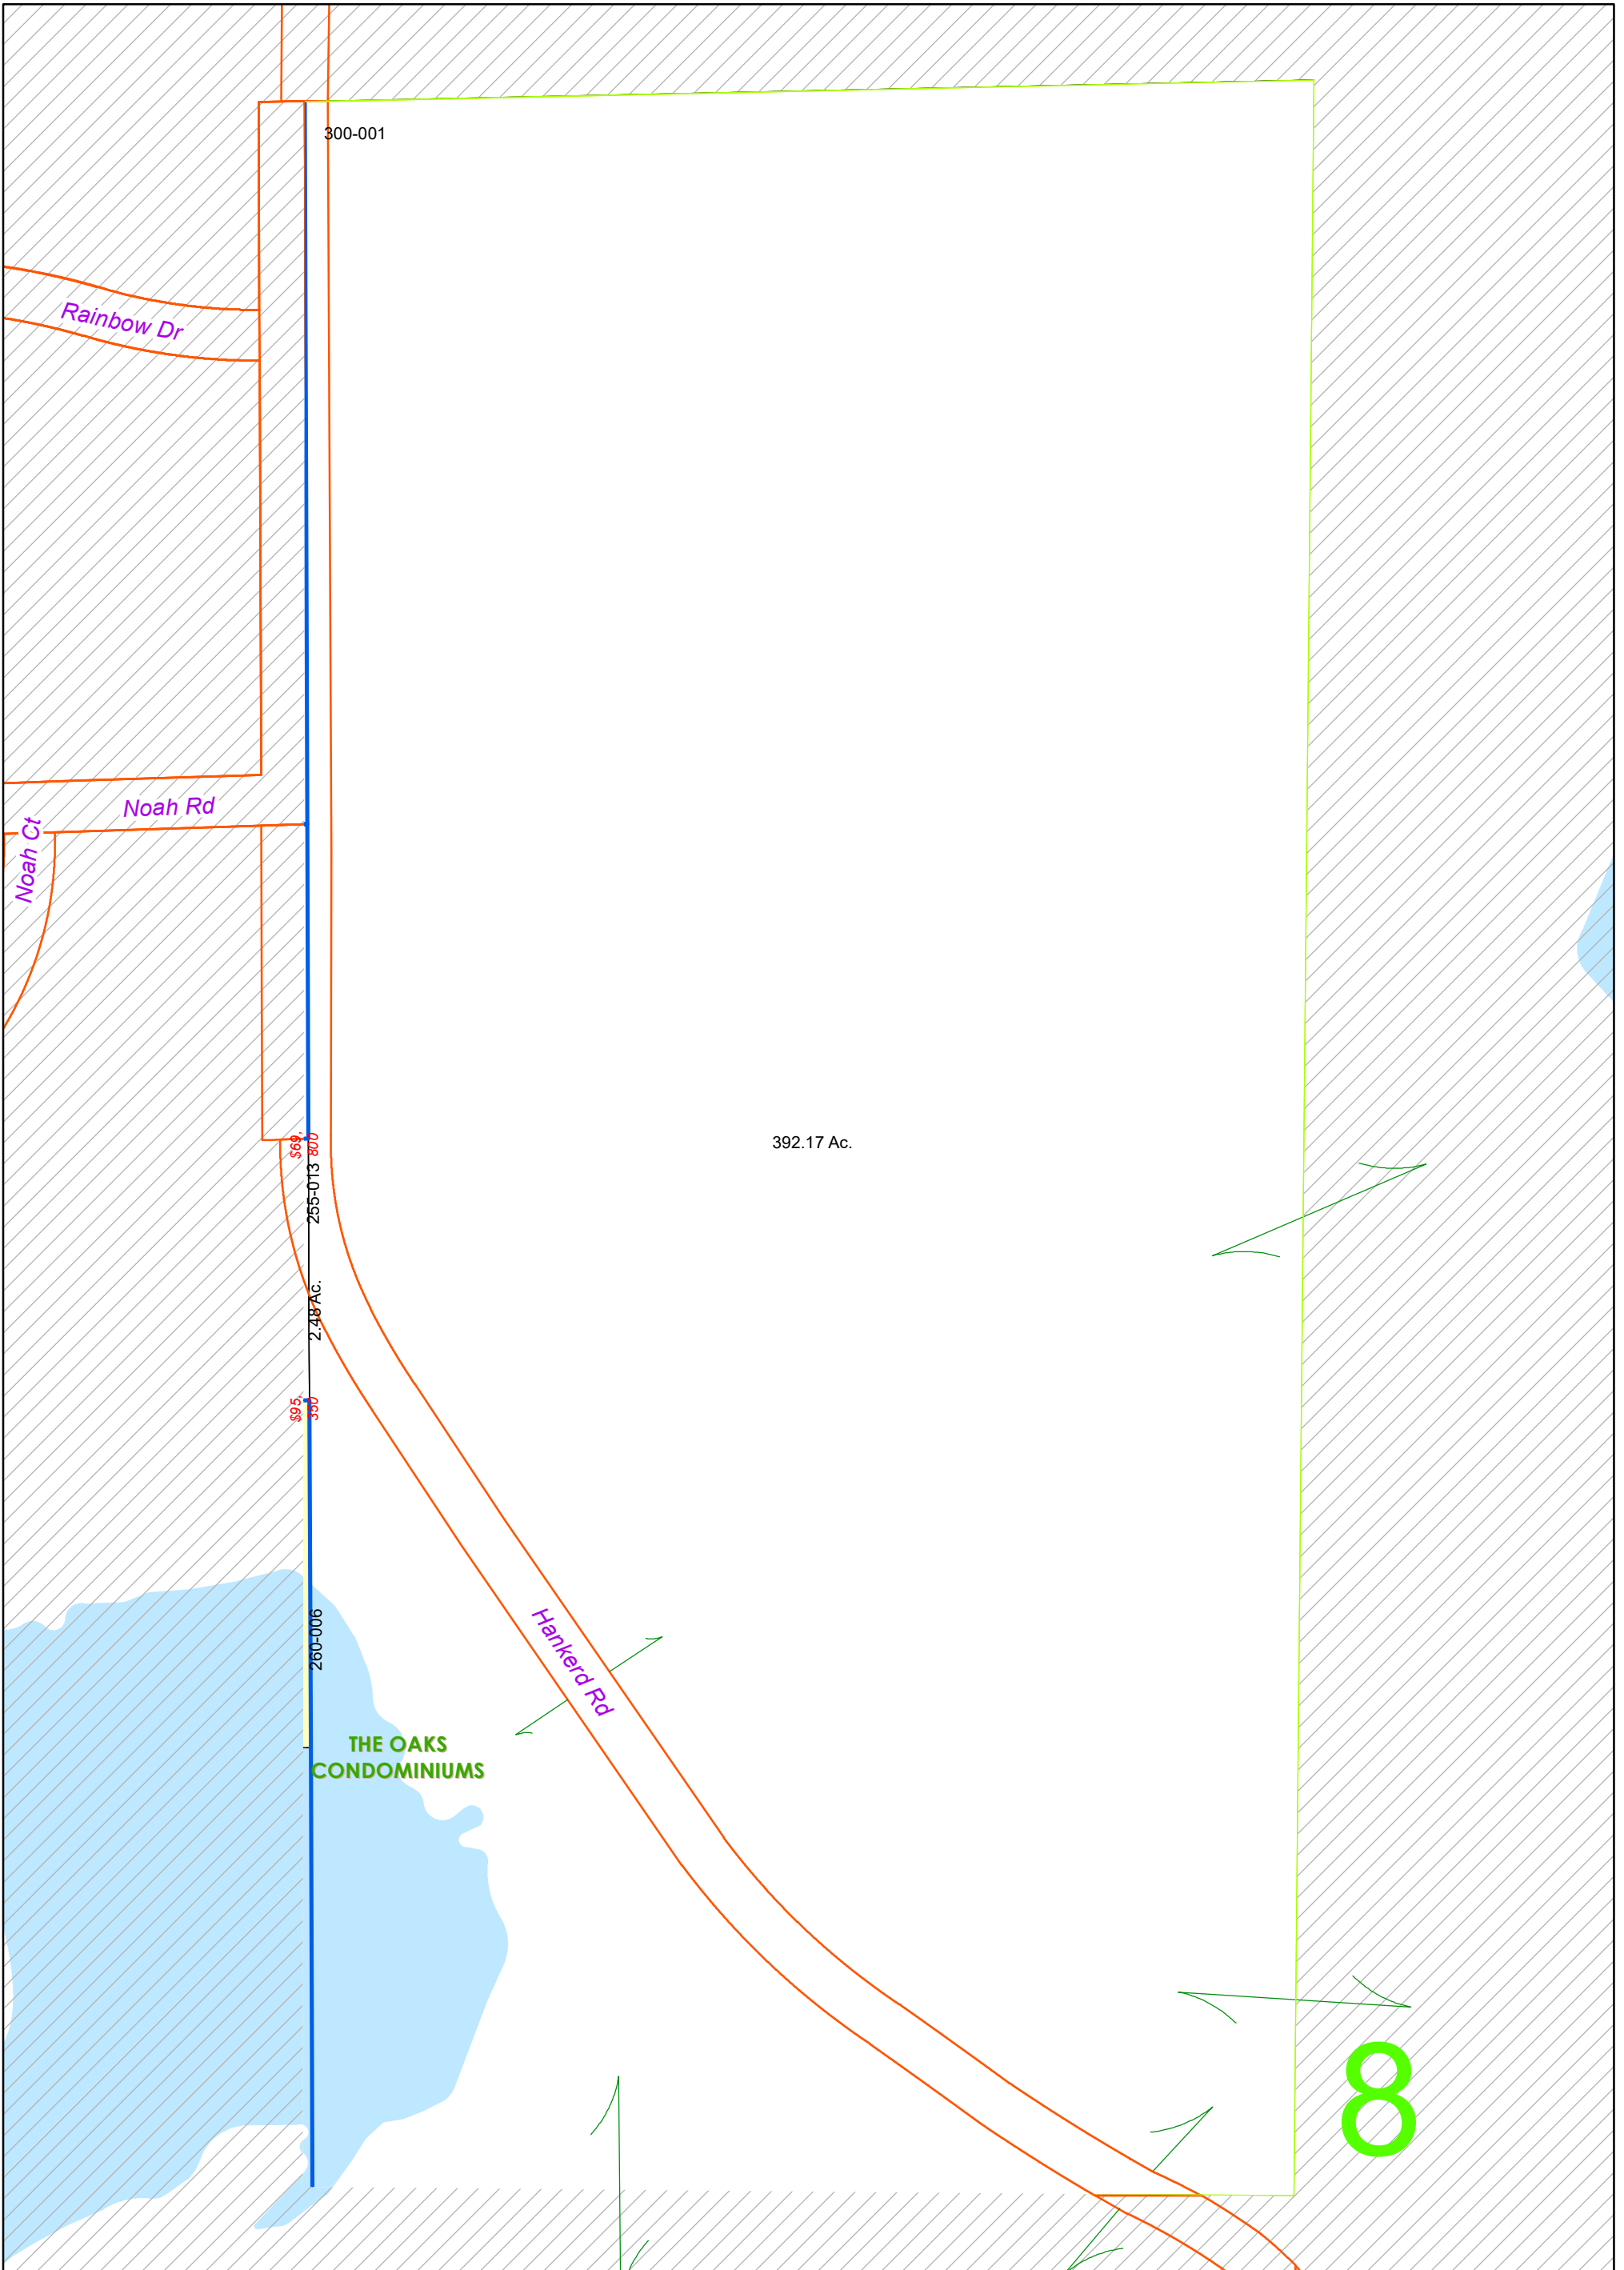 300-001
Rainbow Dr
Noah Rd
Noah Ct
$69,
800
392.17 Ac.
255-013
2.48 Ac.
$95,
350
260-006
Hankerd Rd
THE OAKS
CONDOMINIUMS
8